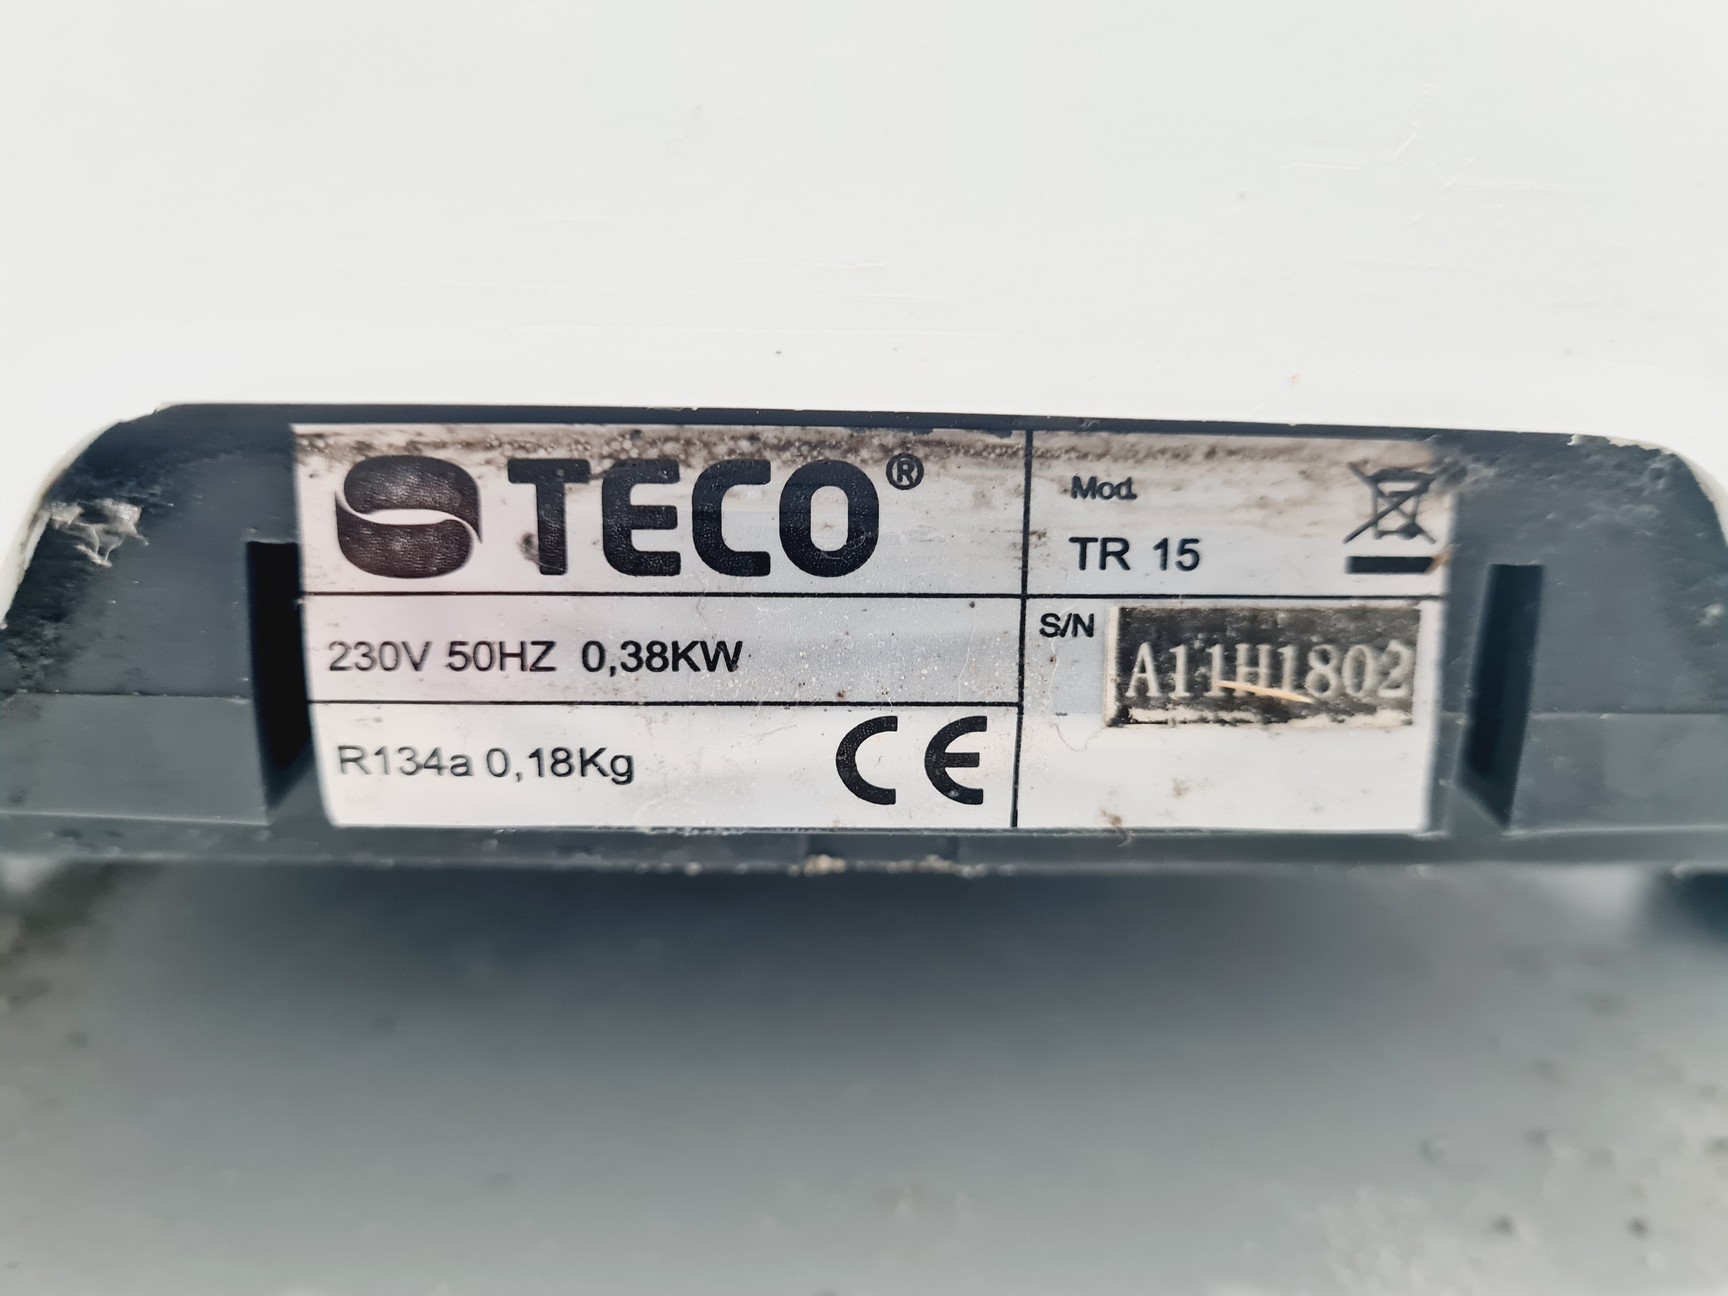 TECO®
Mod.
TR 15
230V 50HZ 0,38KW
S/N A11H1802
R134a 0,18Kg
CE